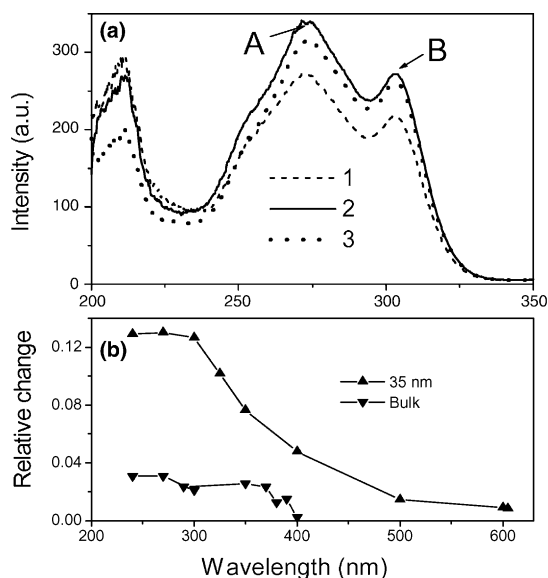 (a)
A
B
Intensity (a.u.)
300
200
100
0
1
2
3
200 250 300 350
(b)
Relative change
0.12
0.08
0.04
0.00
35 nm
Bulk
200 300 400 500 600
Wavelength (nm)